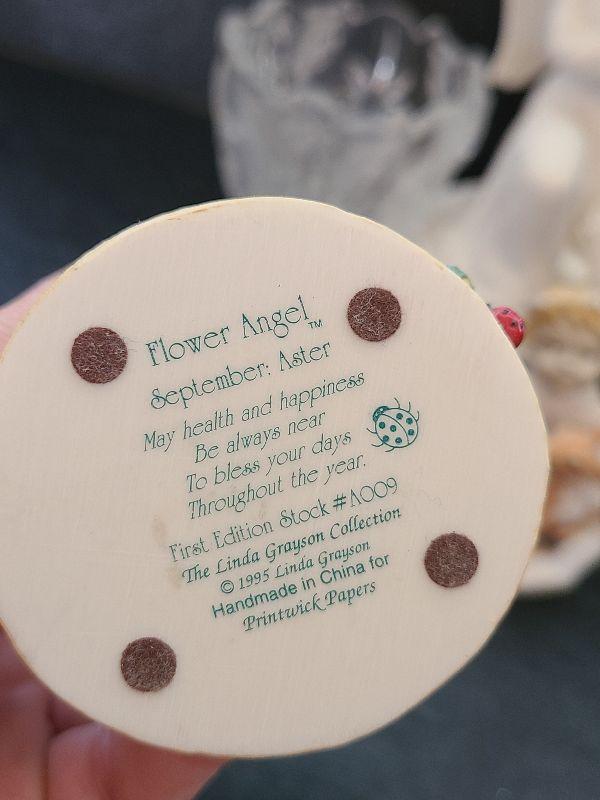 Flower Angel™
September: Aster
May health and happiness
Be always near
To bless your days
Throughout the year.
First Edition Stock #A009
The Linda Grayson Collection
© 1995 Linda Grayson
Handmade in China for
Printwick Papers